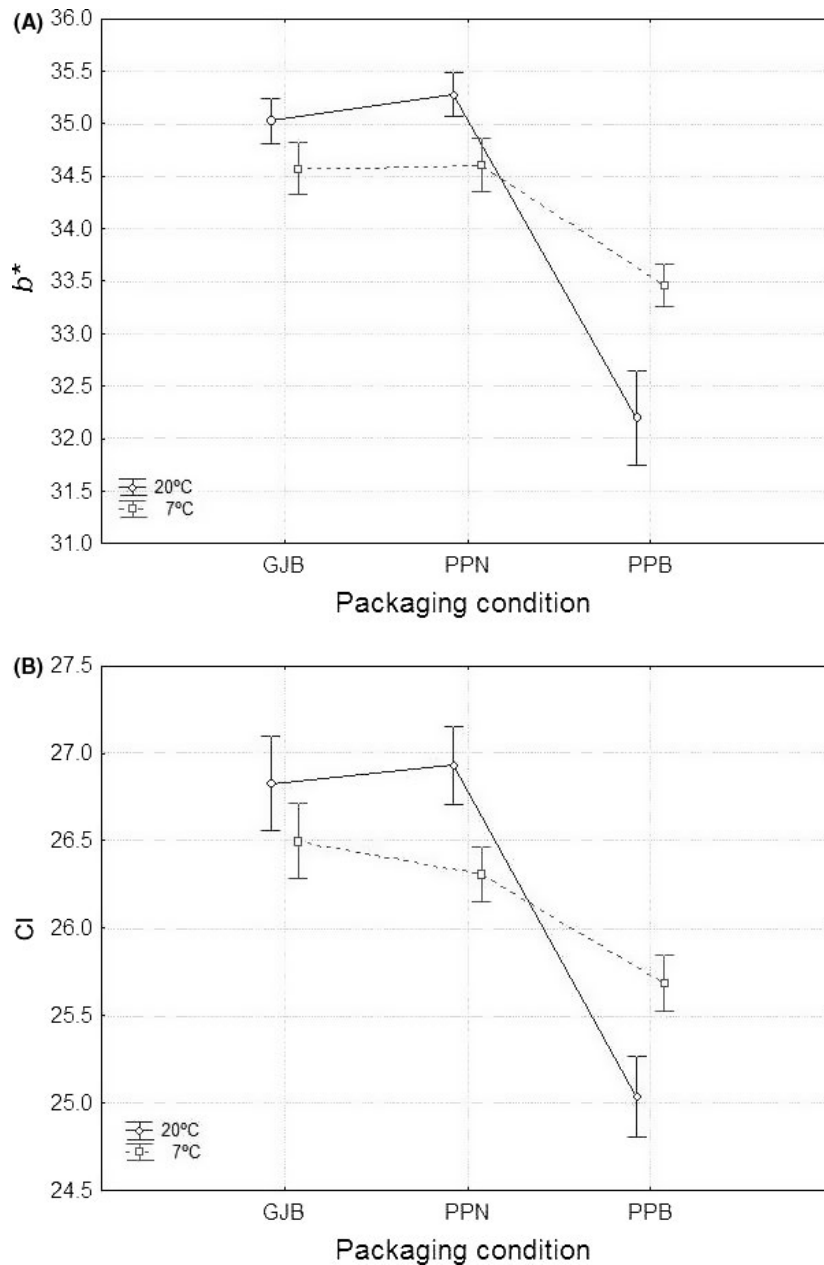 (A)
36.0
35.5
35.0
34.5
34.0
33.5
33.0
32.5
32.0
31.5
31.0
b*
20ºC
7ºC
GJB PPN PPB
Packaging condition
(B)
27.5
27.0
26.5
26.0
25.5
25.0
24.5
CI
20ºC
7ºC
GJB PPN PPB
Packaging condition